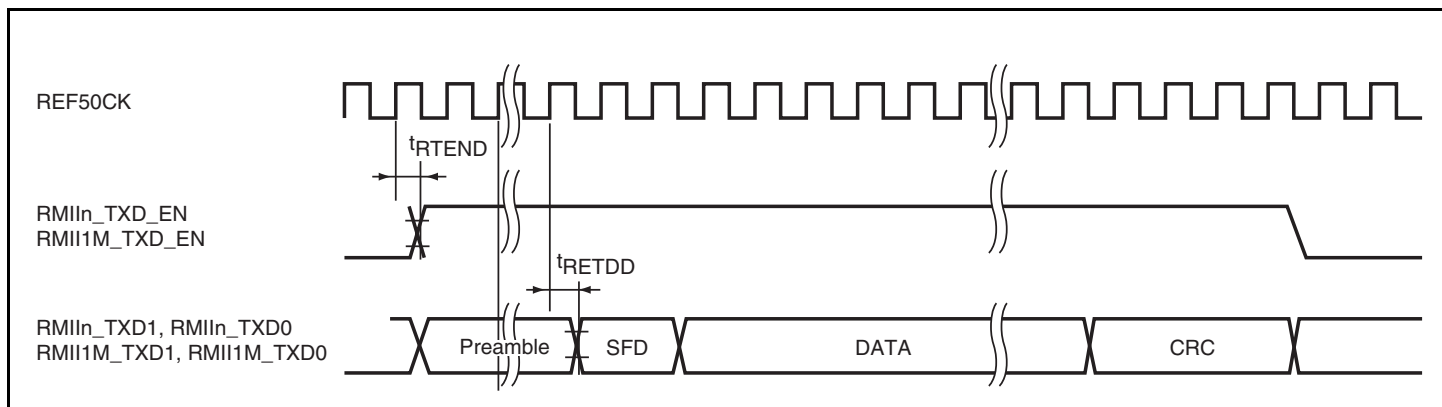 REF50CK
tRTEND
RMIIn_TXD_EN
RMII1M_TXD_EN
tRETDD
RMIIn_TXD1, RMIIn_TXD0
RMII1M_TXD1, RMII1M_TXD0
Preamble SFD DATA CRC